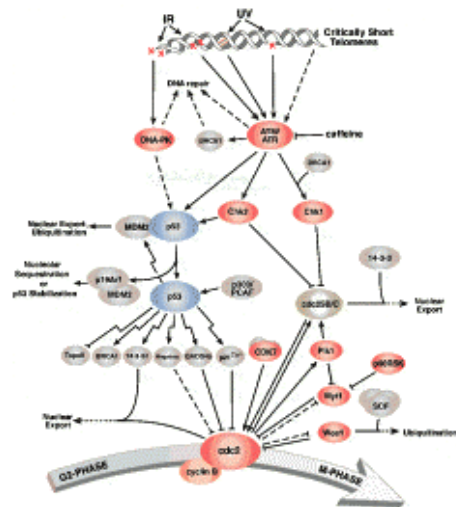 IR
UV
Critically Short
Telomeres
DNA repair
DNA-PK
BRCA1
ATM/
ATR
caffeine
BRCA1
MDM2
p53
Chk2
Chk1
Nuclear Export
Ubiquitination
14-3-3
Nucleolar
Sequestration
or
p53 Stabilization
p19Arf
MDM2
p53
p300/
PCAF
cdc25B/C
Nuclear
Export
BRCA1
CDK7
Plk1
p90RSK
Myt1
SCF
Wee1
Ubiquitination
Nuclear
Export
cdc2
cyclin B
G2-PHASE
M-PHASE